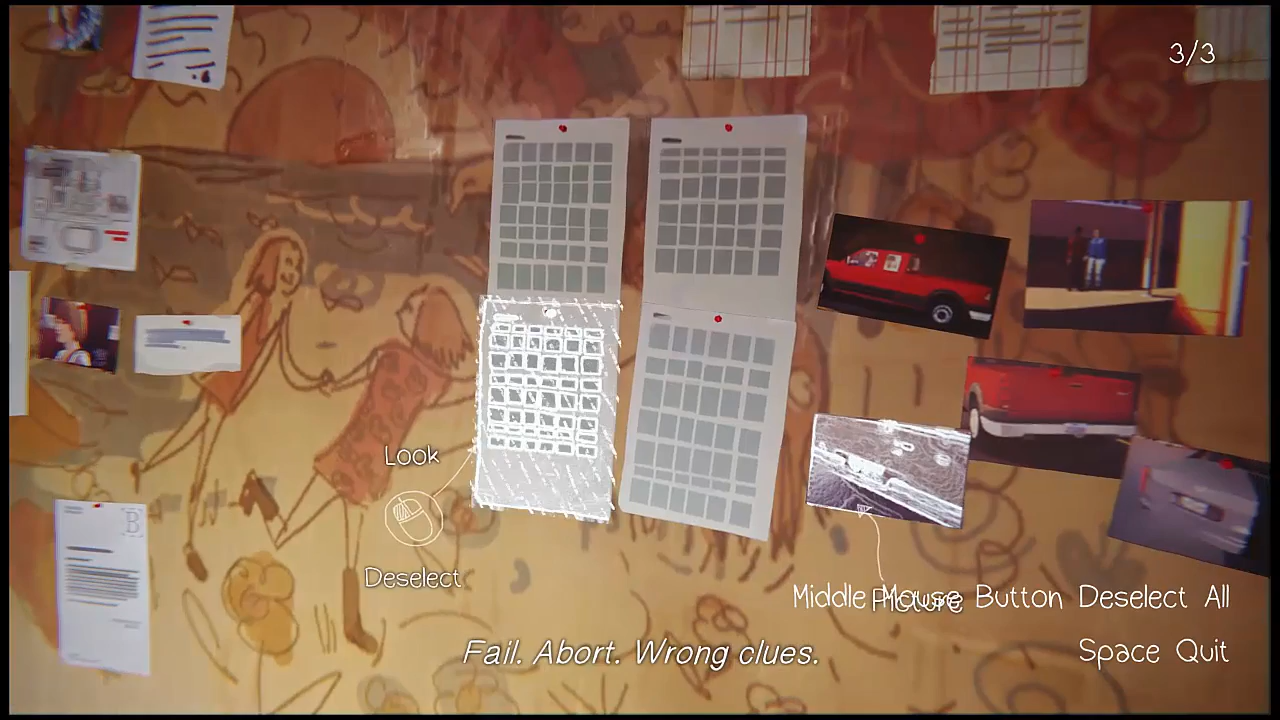 3/3
Look
Deselect
Picture
Middle Mouse Button Deselect All
Fail. Abort. Wrong clues.
Space Quit
B